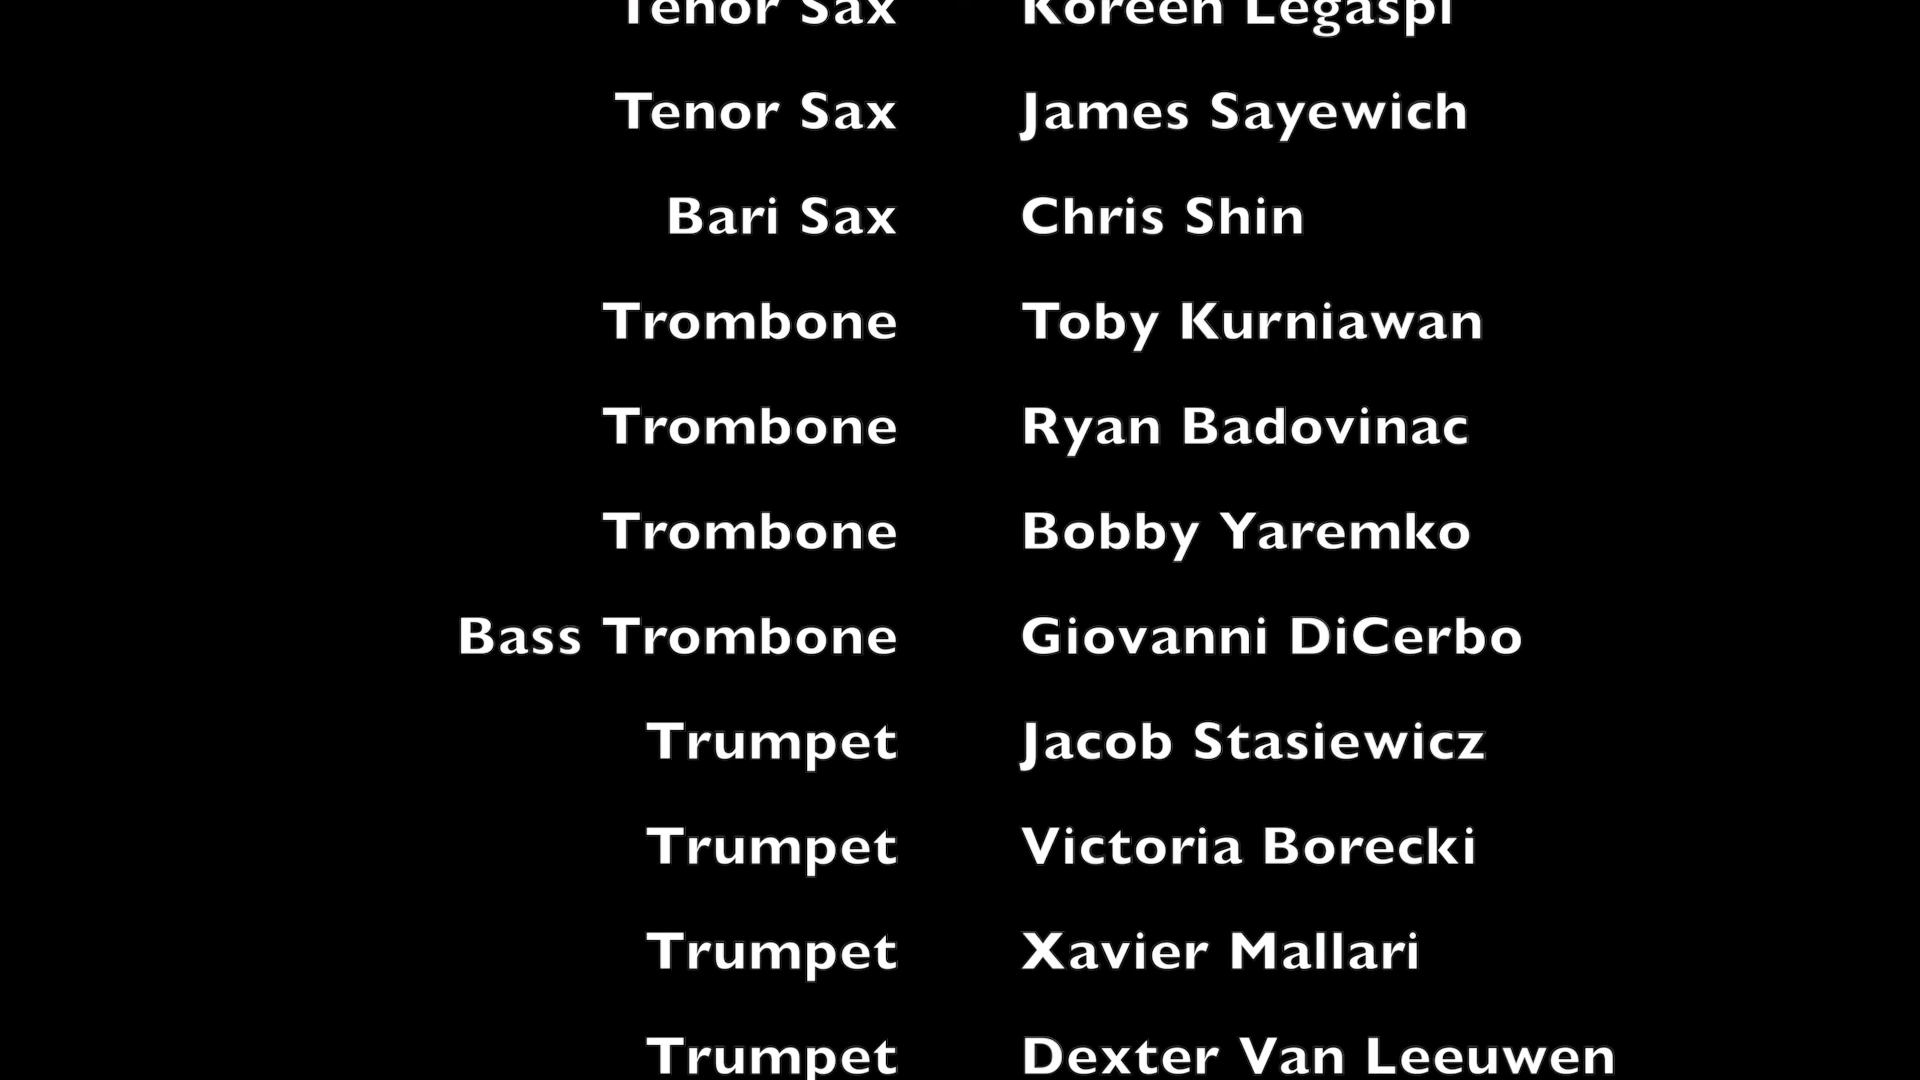 Tenor Sax Koreen Legaspi
Tenor Sax James Sayewich
Bari Sax Chris Shin
Trombone Toby Kurniawan
Trombone Ryan Badovinac
Trombone Bobby Yaremko
Bass Trombone Giovanni DiCerbo
Trumpet Jacob Stasiewicz
Trumpet Victoria Borecki
Trumpet Xavier Mallari
Trumpet Dexter Van Leeuwen